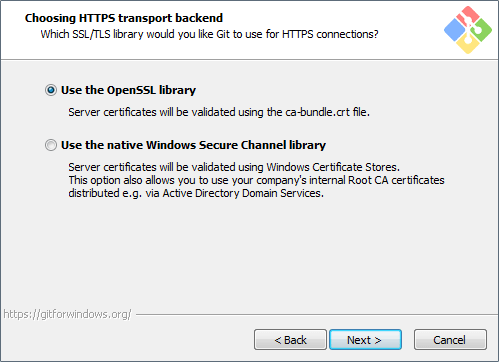 Choosing HTTPS transport backend
Which SSL/TLS library would you like Git to use for HTTPS connections?
Use the OpenSSL library
Server certificates will be validated using the ca-bundle.crt file.
Use the native Windows Secure Channel library
Server certificates will be validated using Windows Certificate Stores.
This option also allows you to use your company's internal Root CA certificates
distributed e.g. via Active Directory Domain Services.
https://gitforwindows.org/
< Back
Next >
Cancel